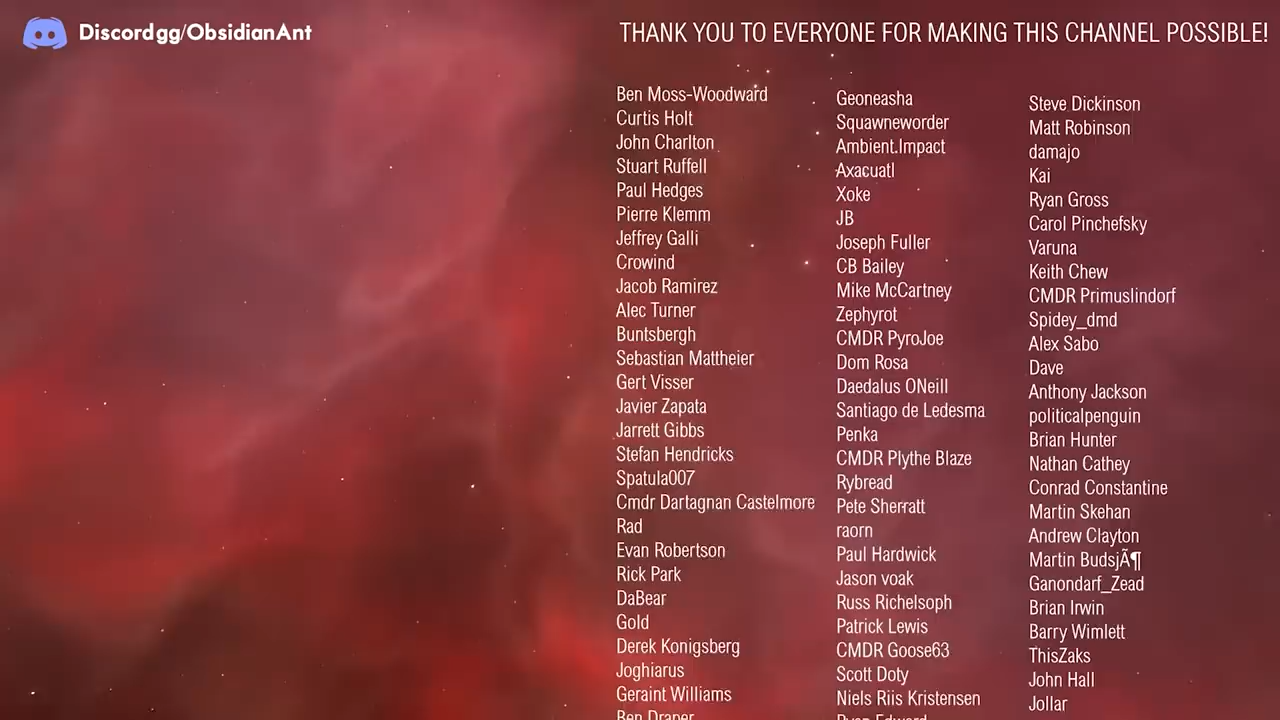 Discordgg/ObsidianAnt
THANK YOU TO EVERYONE FOR MAKING THIS CHANNEL POSSIBLE!
Ben Moss-Woodward
Curtis Holt
John Charlton
Stuart Ruffell
Paul Hedges
Pierre Klemm
Jeffrey Galli
Crowind
Jacob Ramirez
Alec Turner
Buntsbergh
Sebastian Mattheier
Gert Visser
Javier Zapata
Jarrett Gibbs
Stefan Hendricks
Spatula007
Cmdr Dartagnan Castelmore
Rad
Evan Robertson
Rick Park
DaBear
Gold
Derek Konigsberg
Joghiarus
Geraint Williams
Ben Draper
Geoneasha
Squawneworder
Ambient.Impact
Axacuatl
Xoke
JB
Joseph Fuller
CB Bailey
Mike McCartney
Zephyrot
CMDR PyroJoe
Dom Rosa
Daedalus ONeill
Santiago de Ledesma
Penka
CMDR Plythe Blaze
Rybread
Pete Sherratt
raorn
Paul Hardwick
Jason voak
Russ Richelsoph
Patrick Lewis
CMDR Goose63
Scott Doty
Niels Riis Kristensen
Ryan Edward
Steve Dickinson
Matt Robinson
damajo
Kai
Ryan Gross
Carol Pinchefsky
Varuna
Keith Chew
CMDR Primuslindorf
Spidey_dmd
Alex Sabo
Dave
Anthony Jackson
politicalpenguin
Brian Hunter
Nathan Cathey
Conrad Constantine
Martin Skehan
Andrew Clayton
Martin BudsjÃ¶
Ganondarf_Zead
Brian Irwin
Barry Wimlett
ThisZaks
John Hall
Jollar